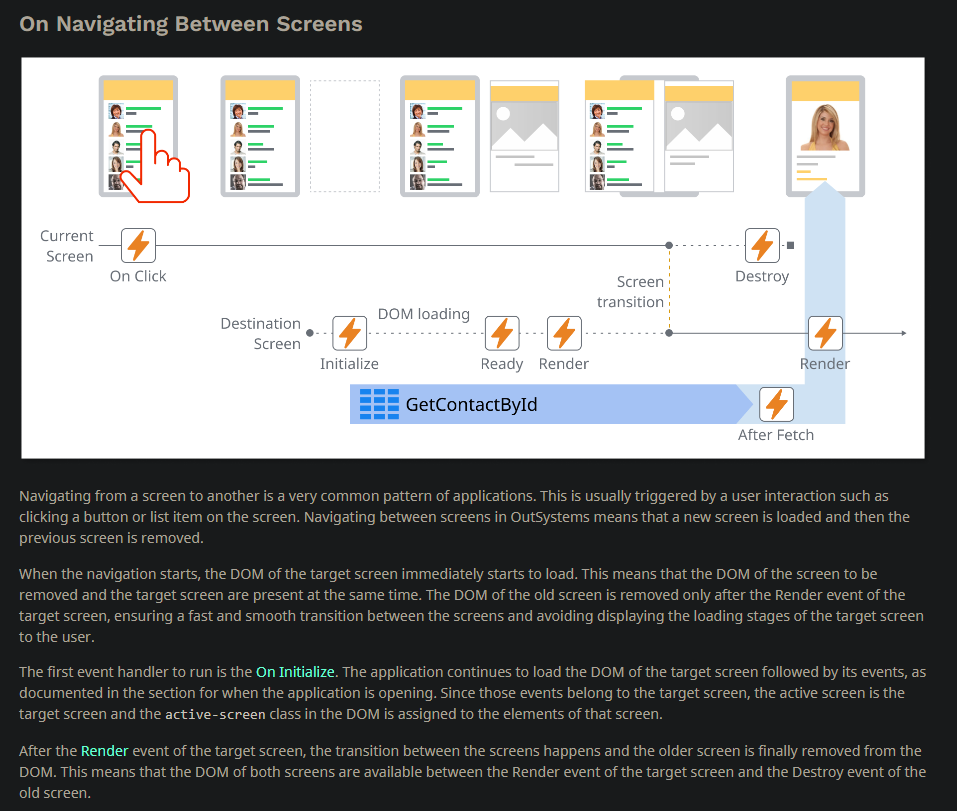 On Navigating Between Screens
Current
Screen
On Click
Destroy
Screen
transition
Destination
Screen
DOM loading
Initialize
Ready
Render
Render
GetContactById
After Fetch
Navigating from a screen to another is a very common pattern of applications. This is usually triggered by a user interaction such as
clicking a button or list item on the screen. Navigating between screens in OutSystems means that a new screen is loaded and then the
previous screen is removed.
When the navigation starts, the DOM of the target screen immediately starts to load. This means that the DOM of the screen to be
removed and the target screen are present at the same time. The DOM of the old screen is removed only after the Render event of the
target screen, ensuring a fast and smooth transition between the screens and avoiding displaying the loading stages of the target screen
to the user.
The first event handler to run is the On Initialize. The application continues to load the DOM of the target screen followed by its events, as
documented in the section for when the application is opening. Since those events belong to the target screen, the active screen is the
target screen and the active-screen class in the DOM is assigned to the elements of that screen.
After the Render event of the target screen, the transition between the screens happens and the older screen is finally removed from the
DOM. This means that the DOM of both screens are available between the Render event of the target screen and the Destroy event of the
old screen.